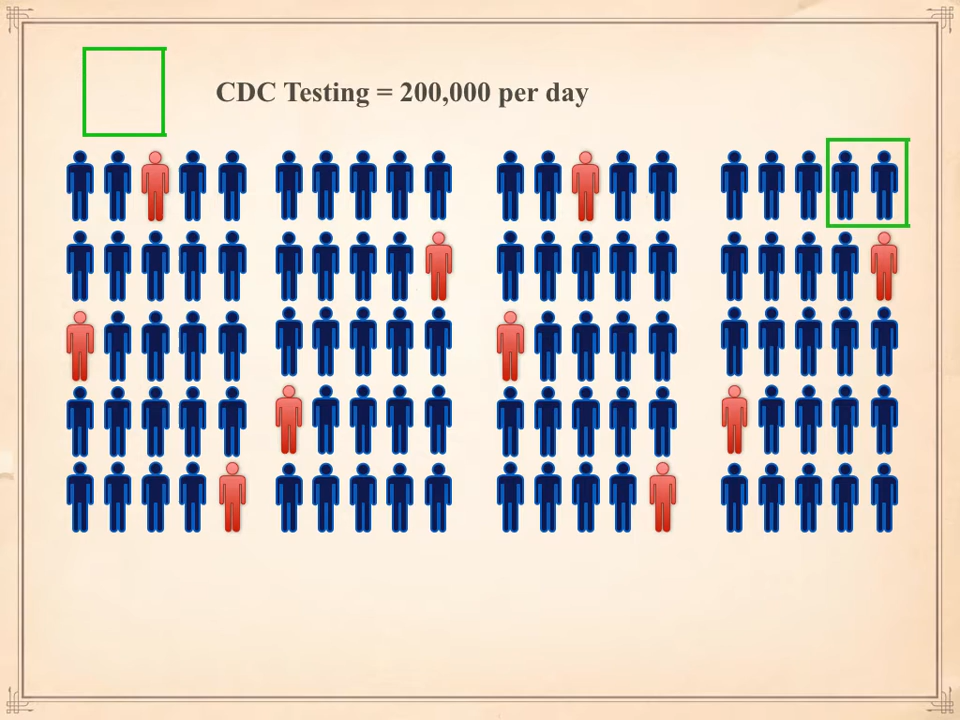 CDC Testing = 200,000 per day